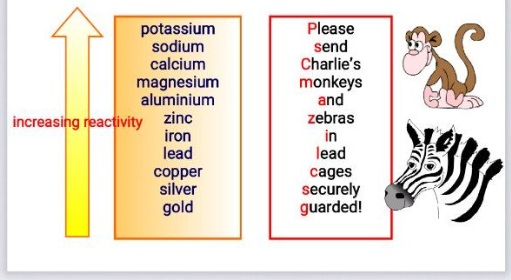 increasing reactivity
potassium
sodium
calcium
magnesium
aluminium
zinc
iron
lead
copper
silver
gold
Please
send
Charlie's
monkeys
and
zebras
in
lead
cages
securely
guarded!